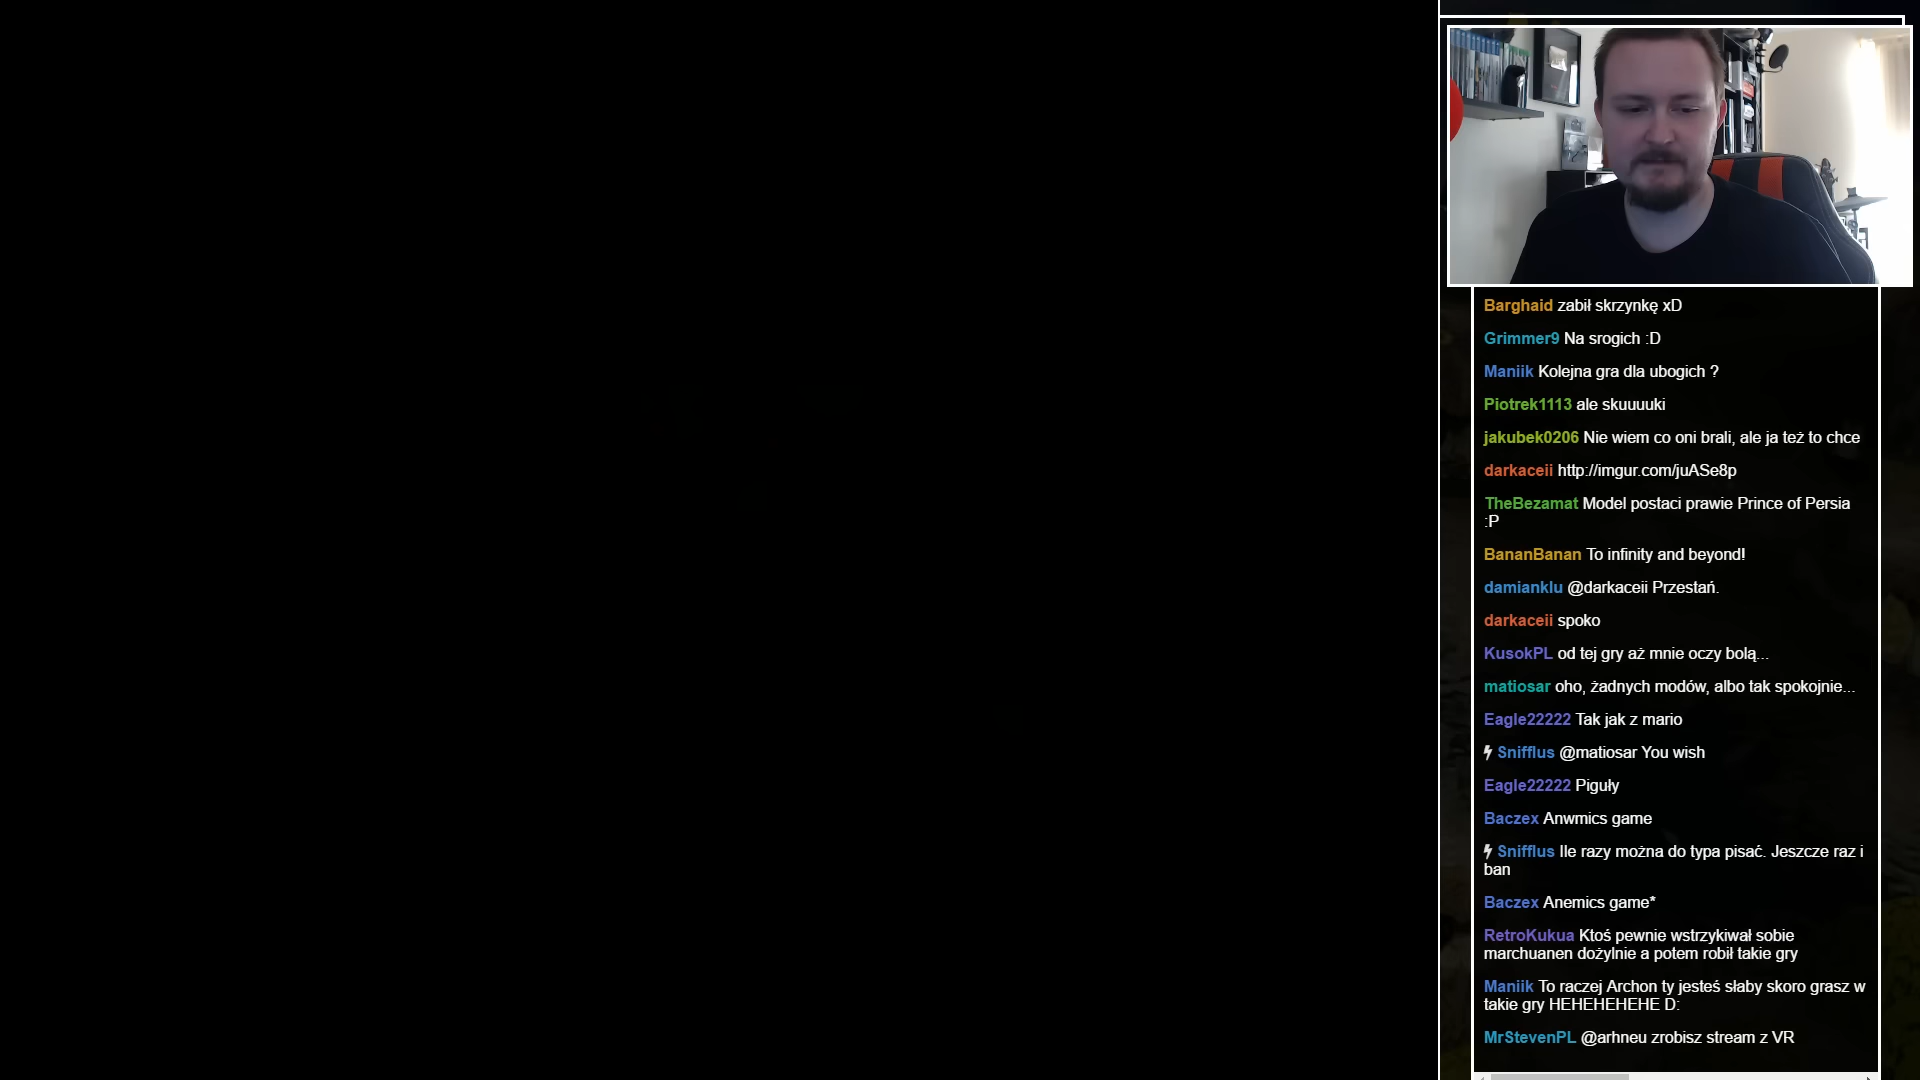 Barghaid zabił skrzynkę xD
Grimmer9 Na srogich :D
Maniik Kolejna gra dla ubogich ?
Piotrek1113 ale skuuuuki
jakubek0206 Nie wiem co oni brali, ale ja też to chce
darkaceii http://imgur.com/juASe8p
TheBezamat Model postaci prawie Prince of Persia
:P
BananBanan To infinity and beyond!
damianklu @darkaceii Przestań.
darkaceii spoko
KusokPL od tej gry aż mnie oczy bolą...
matiosar oho, żadnych modów, albo tak spokojnie...
Eagle22222 Tak jak z mario
Snifflus @matiosar You wish
Eagle22222 Piguły
Baczex Anwmics game
Snifflus Ile razy można do typa pisać. Jeszcze raz i
ban
Baczex Anemics game*
RetroKukua Ktoś pewnie wstrzykiwał sobie
marchuanen dożylnie a potem robił takie gry
Maniik To raczej Archon ty jesteś słaby skoro grasz w
takie gry HEHEHEHEHE D:
MrStevenPL @arhneu zrobisz stream z VR